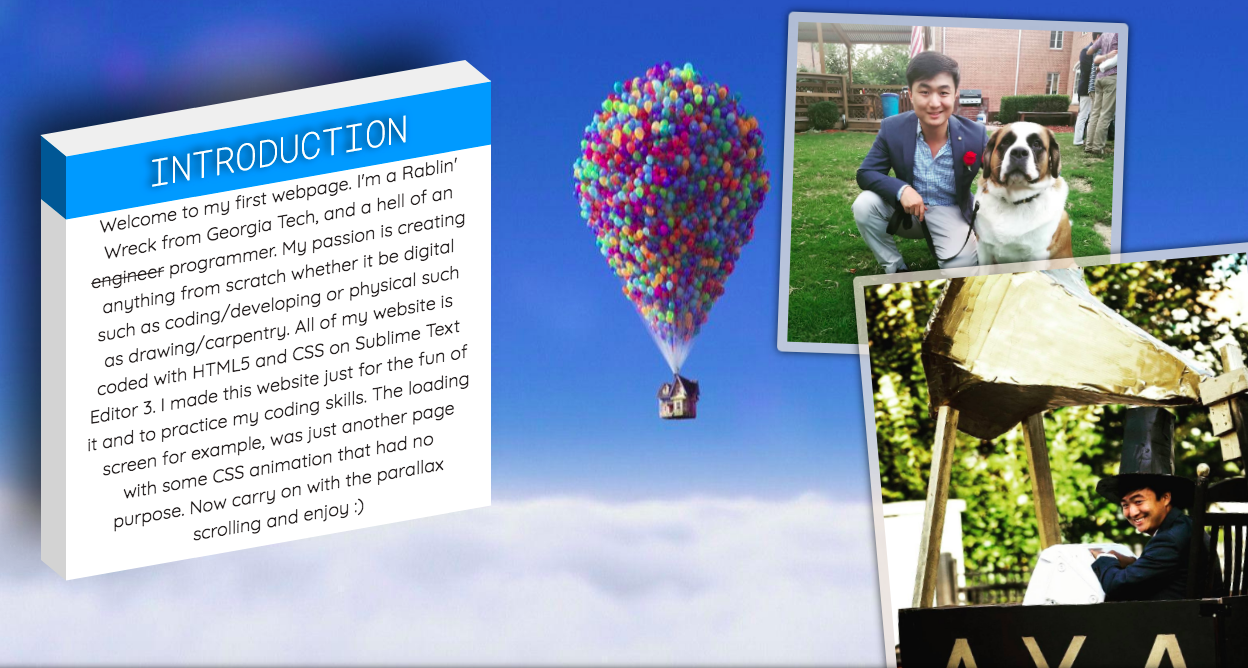 INTRODUCTION
Welcome to my first webpage. I'm a Rablin'
Wreck from Georgia Tech, and a hell of an
engineer programmer. My passion is creating
anything from scratch whether it be digital
such as coding/developing or physical such
as drawing/carpentry. All of my website is
coded with HTML5 and CSS on Sublime Text
Editor 3. I made this website just for the fun of
it and to practice my coding skills. The loading
screen for example, was just another page
with some CSS animation that had no
purpose. Now carry on with the parallax
scrolling and enjoy :)